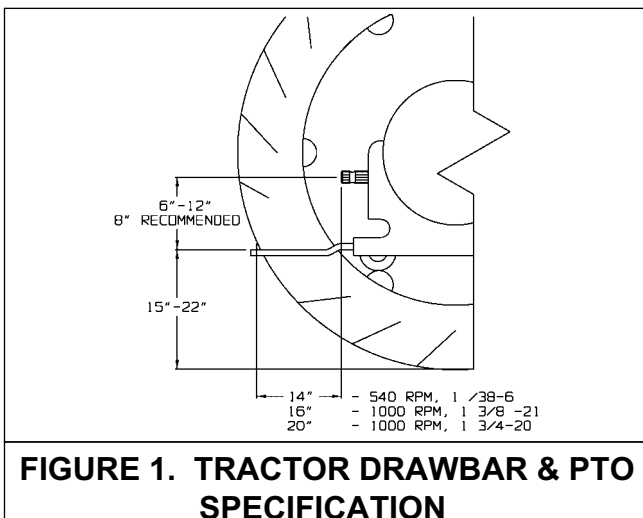 6"-12"
8" RECOMMENDED
15"-22"
14" - 540 RPM, 1 /38-6
16" - 1000 RPM, 1 3/8 -21
20" - 1000 RPM, 1 3/4-20
FIGURE 1. TRACTOR DRAWBAR & PTO
SPECIFICATION